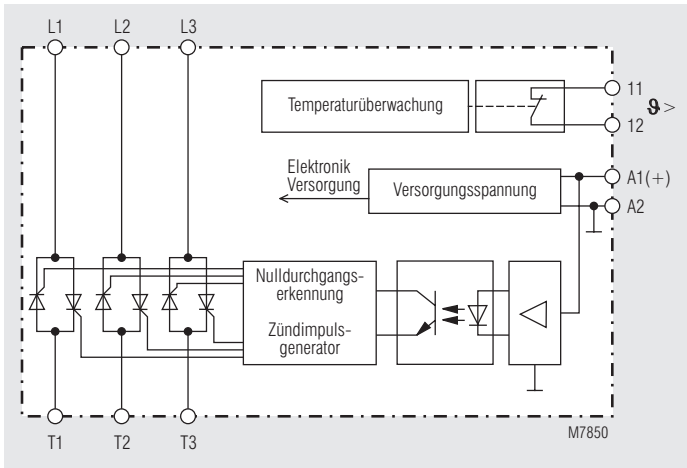 L1 L2 L3
Temperaturüberwachung
11
12
ϑ>
Elektronik
Versorgung
Versorgungsspannung
A1(+)
A2
Nulldurchgangs-
erkennung
Zündimpuls-
generator
T1 T2 T3
M7850